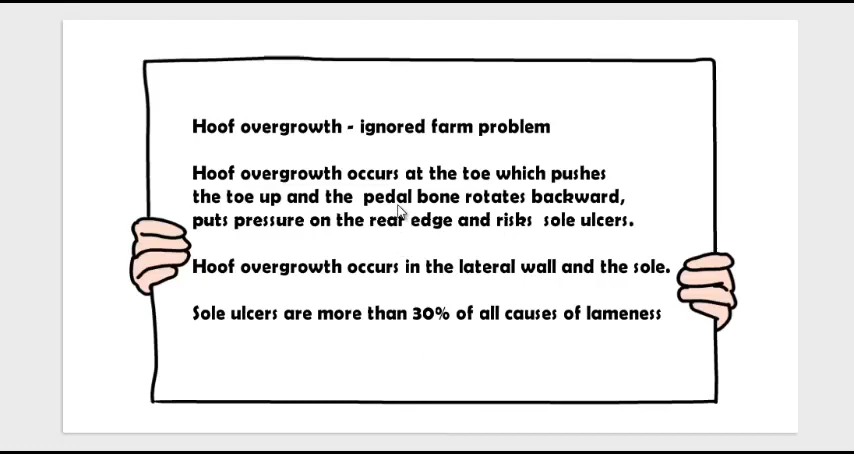 Hoof overgrowth - ignored farm problem
Hoof overgrowth occurs at the toe which pushes
the toe up and the pedal bone rotates backward,
puts pressure on the rear edge and risks sole ulcers.
Hoof overgrowth occurs in the lateral wall and the sole.
Sole ulcers are more than 30% of all causes of lameness